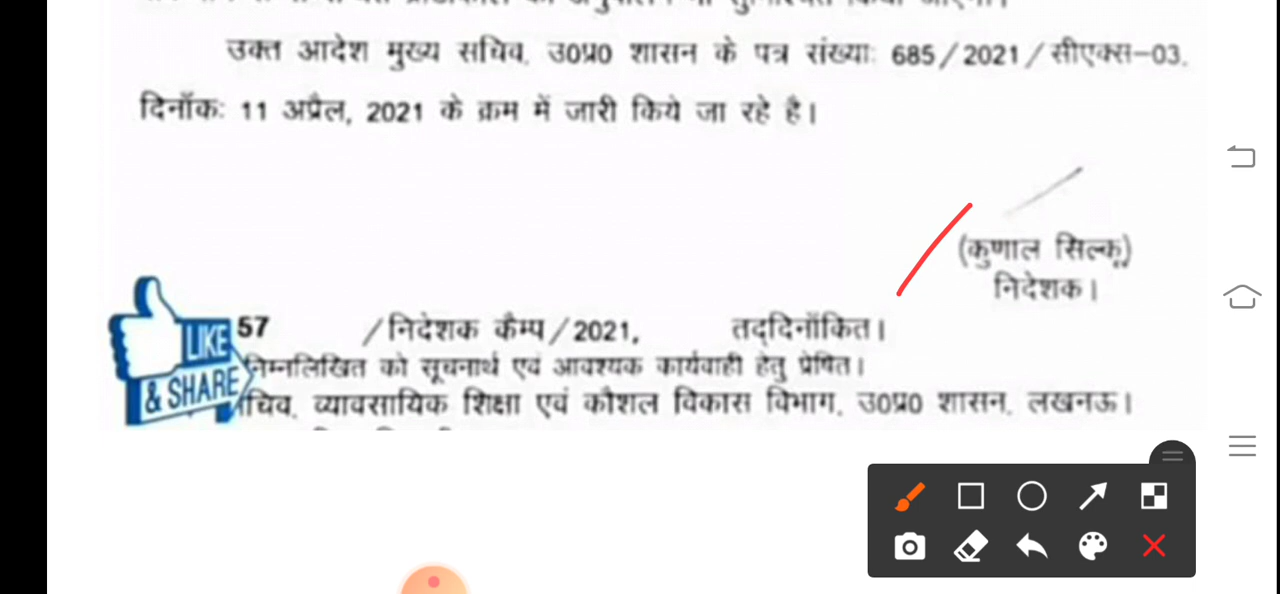 उक्त आदेश मुख्य सचिव, उ0प्र0 शासन के पत्र संख्याः 685/2021/सीएक्स-03,
दिनॉकः 11 अप्रैल, 2021 के क्रम में जारी किये जा रहे है।
(कुणाल सिल्कू)
निदेशक।
57 /निदेशक कैम्प/2021, तद्दिनॉकित।
निम्नलिखित को सूचनार्थ एवं आवश्यक कार्यवाही हेतु प्रेषित।
व्यावसायिक शिक्षा एवं कौशल विकास विभाग, उ0प्र0 शासन, लखनऊ।
LIKE
& SHARE